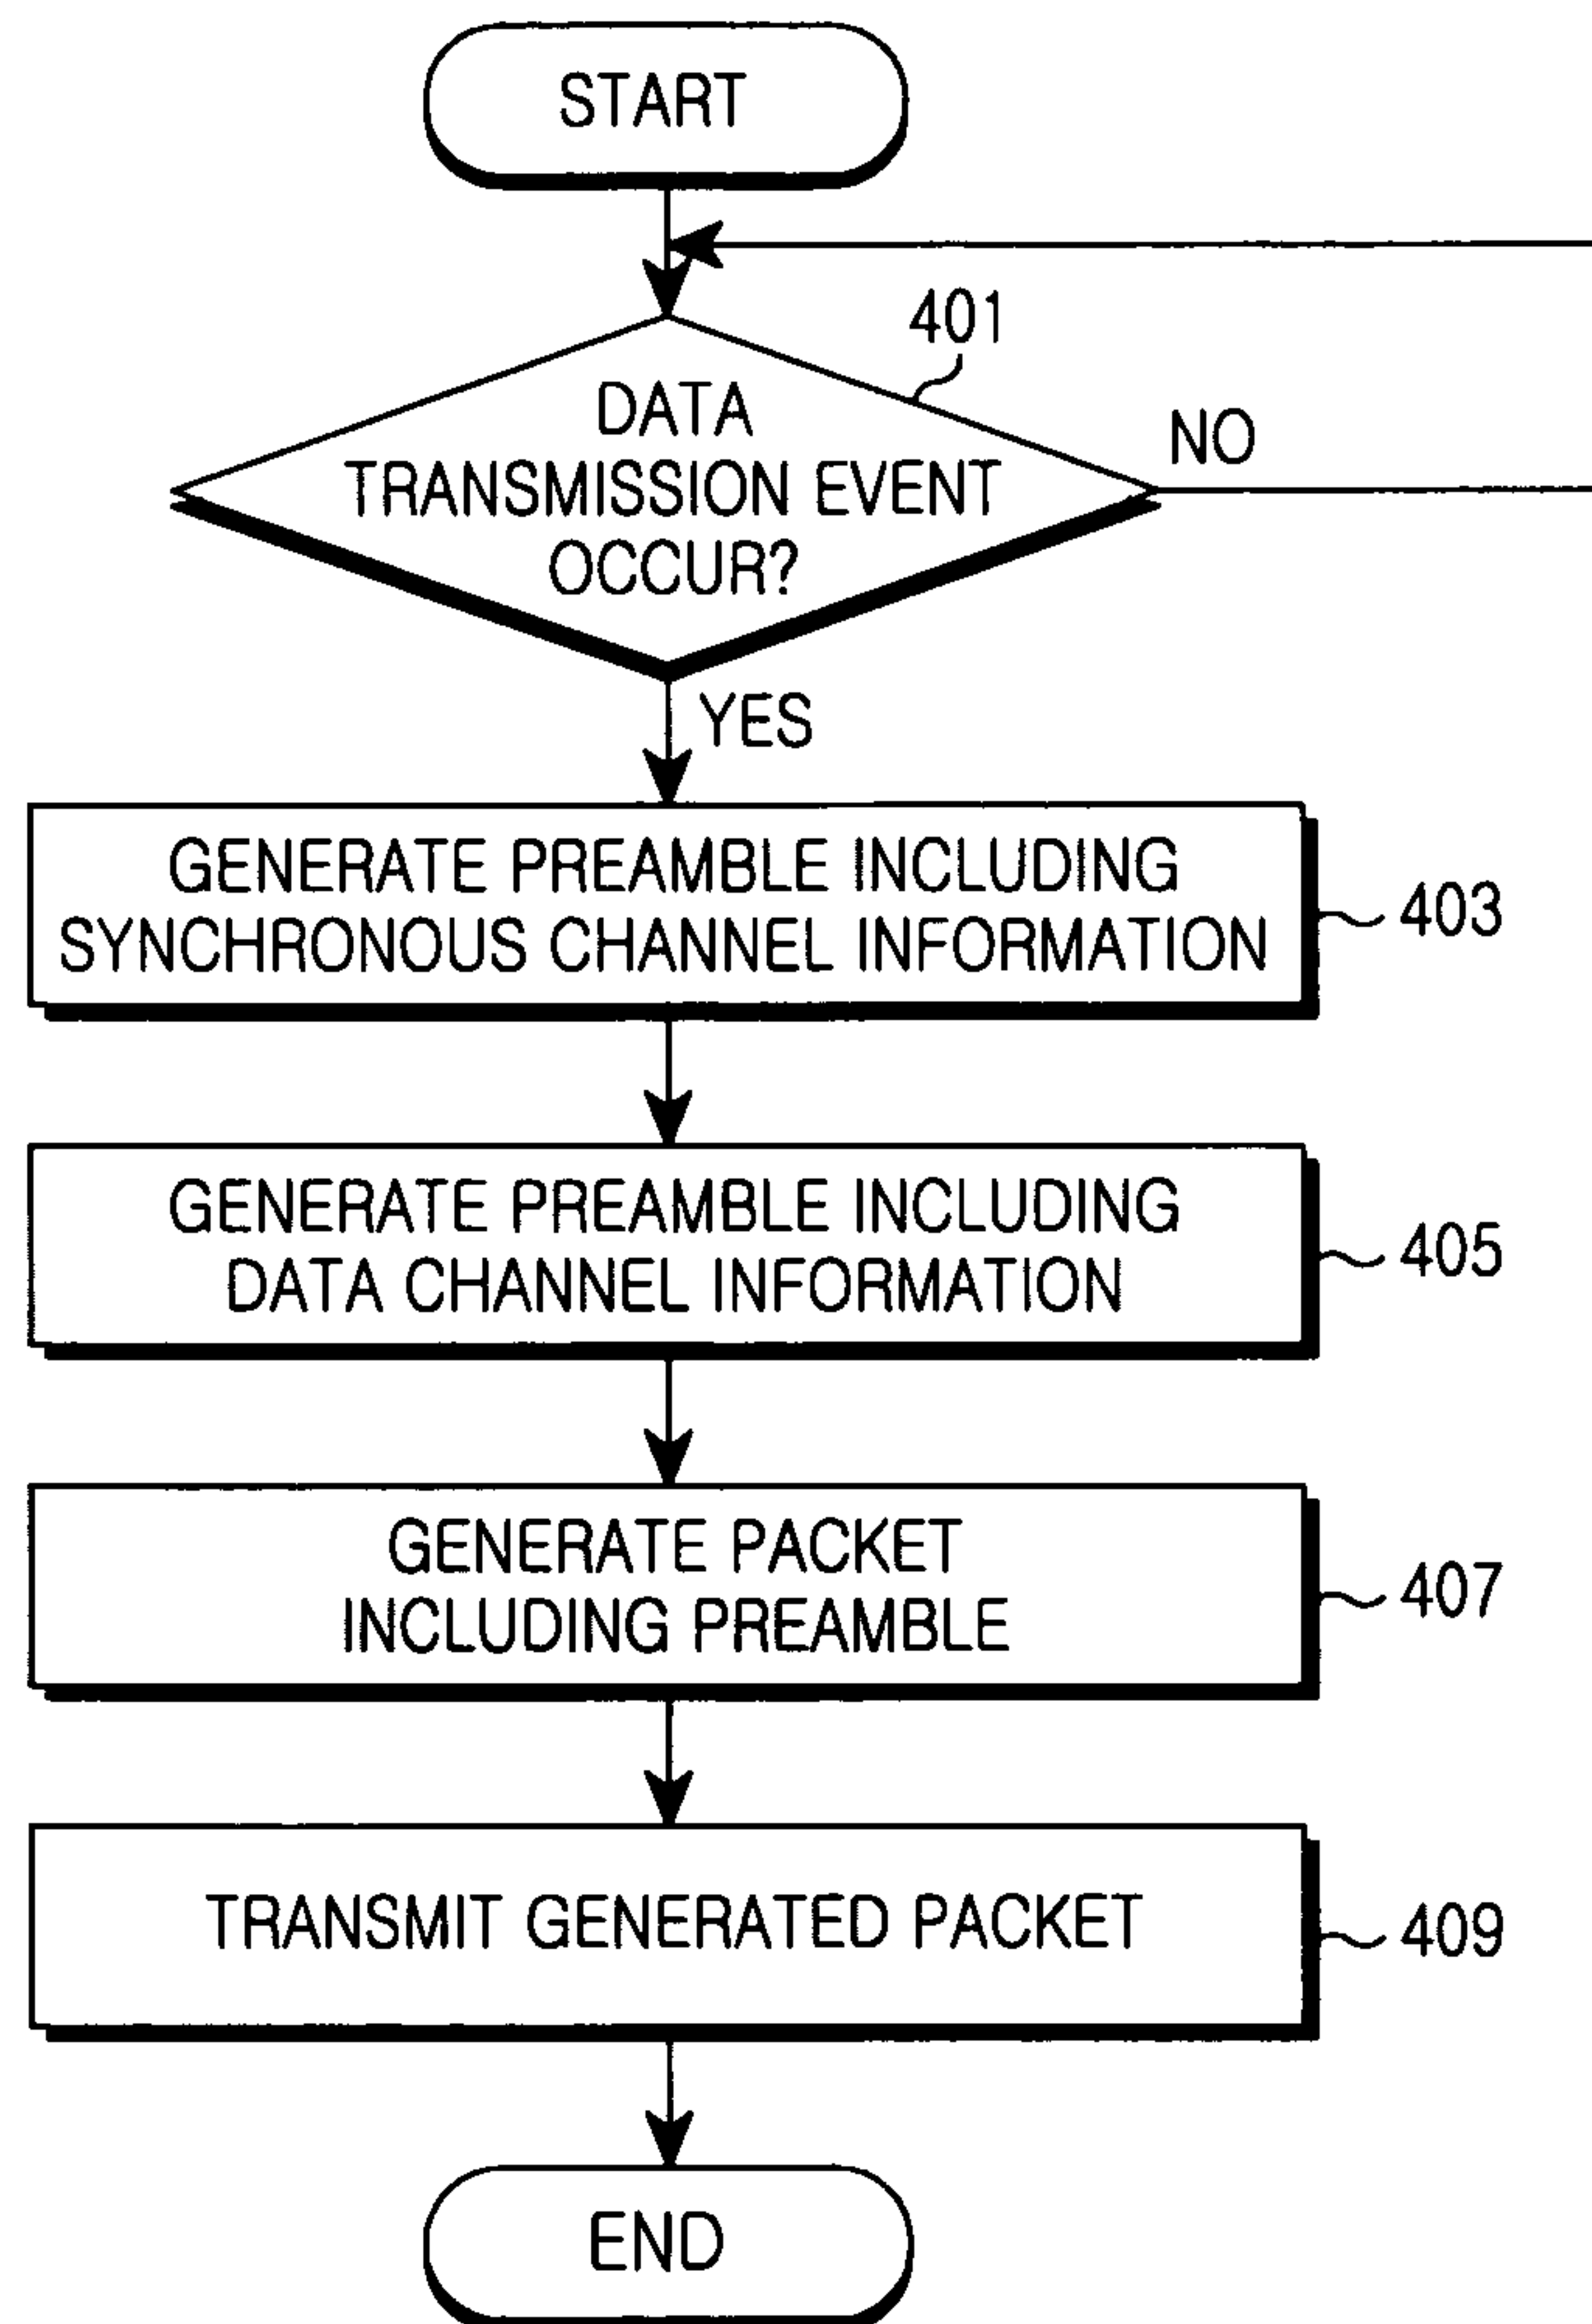 START
401
DATA
TRANSMISSION EVENT
OCCUR?
NO
YES
GENERATE PREAMBLE INCLUDING
SYNCHRONOUS CHANNEL INFORMATION
403
GENERATE PREAMBLE INCLUDING
DATA CHANNEL INFORMATION
405
GENERATE PACKET
INCLUDING PREAMBLE
407
TRANSMIT GENERATED PACKET
409
END